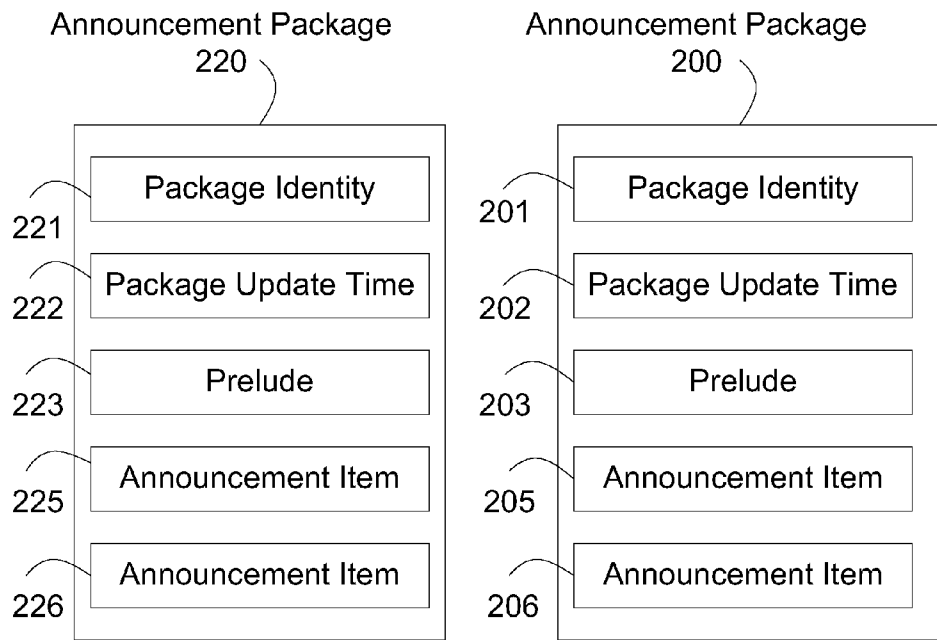 Announcement Package
220
221
Package Identity
222
Package Update Time
223
Prelude
225
Announcement Item
226
Announcement Item
Announcement Package
200
201
Package Identity
202
Package Update Time
203
Prelude
205
Announcement Item
206
Announcement Item